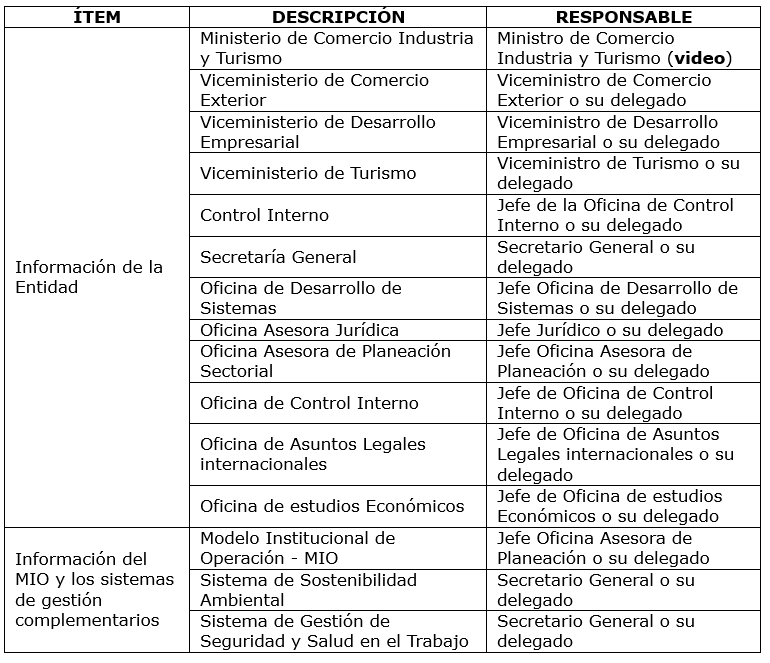 ÍTEM DESCRIPCIÓN RESPONSABLE
Información de la
Entidad
Ministerio de Comercio Industria
y Turismo
Ministro de Comercio
Industria y Turismo (video)
Viceministerio de Comercio
Exterior
Viceministro de Comercio
Exterior o su delegado
Viceministerio de Desarrollo
Empresarial
Viceministro de Desarrollo
Empresarial o su delegado
Viceministerio de Turismo
Viceministro de Turismo o su
delegado
Control Interno
Jefe de la Oficina de Control
Interno o su delegado
Secretaría General
Secretario General o su
delegado
Oficina de Desarrollo de
Sistemas
Jefe Oficina de Desarrollo de
Sistemas o su delegado
Oficina Asesora Jurídica
Jefe Jurídico o su delegado
Oficina Asesora de Planeación
Sectorial
Jefe Oficina Asesora de
Planeación o su delegado
Oficina de Control Interno
Jefe de Oficina de Control
Interno o su delegado
Oficina de Asuntos Legales
internacionales
Jefe de Oficina de Asuntos
Legales internacionales o su
delegado
Oficina de estudios Económicos
Jefe de Oficina de estudios
Económicos o su delegado
Información del
MIO y los sistemas
de gestión
complementarios
Modelo Institucional de
Operación - MIO
Jefe Oficina Asesora de
Planeación o su delegado
Sistema de Sostenibilidad
Ambiental
Secretario General o su
delegado
Sistema de Gestión de
Seguridad y Salud en el Trabajo
Secretario General o su
delegado